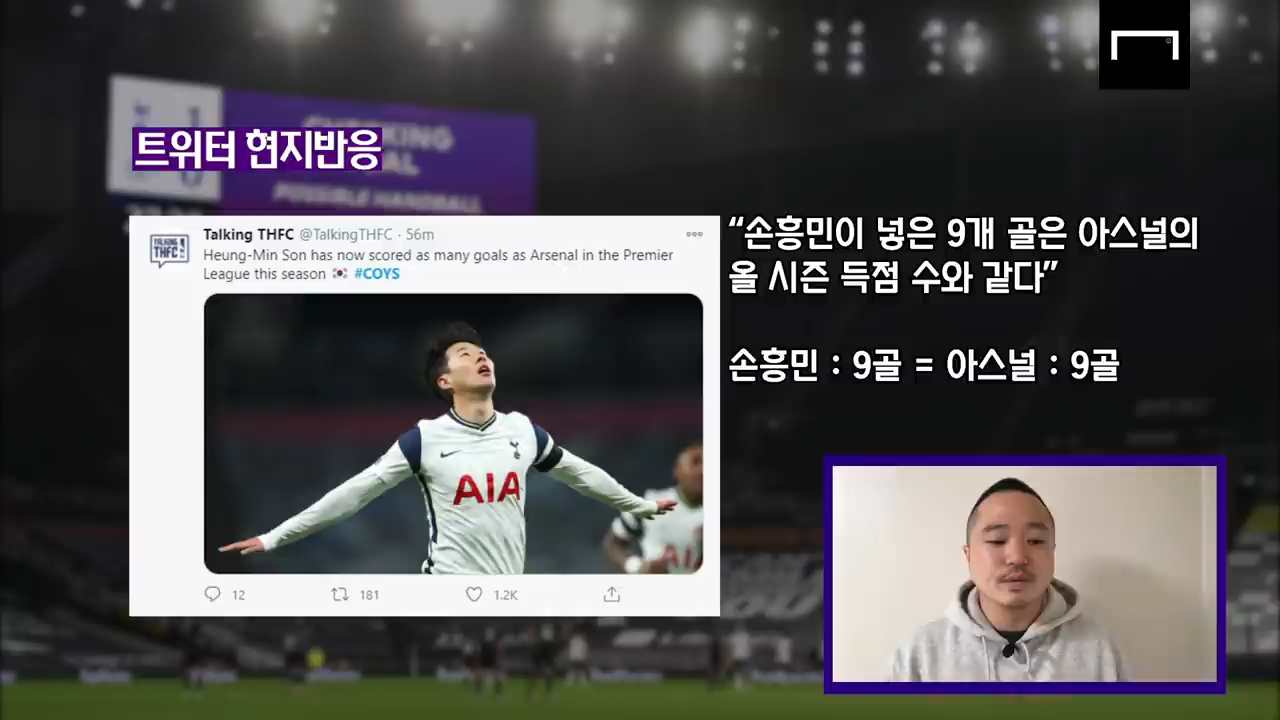 트위터 현지반응
Talking THFC @TalkingTHFC · 56m
Heung-Min Son has now scored as many goals as Arsenal in the Premier
League this season 🇰🇷 #COYS
“손흥민이 넣은 9개 골은 아스널의
올 시즌 득점 수와 같다”
손흥민 : 9골 = 아스널 : 9골
AIA
12 181 1.2K
POSSIBLE HANDBALL